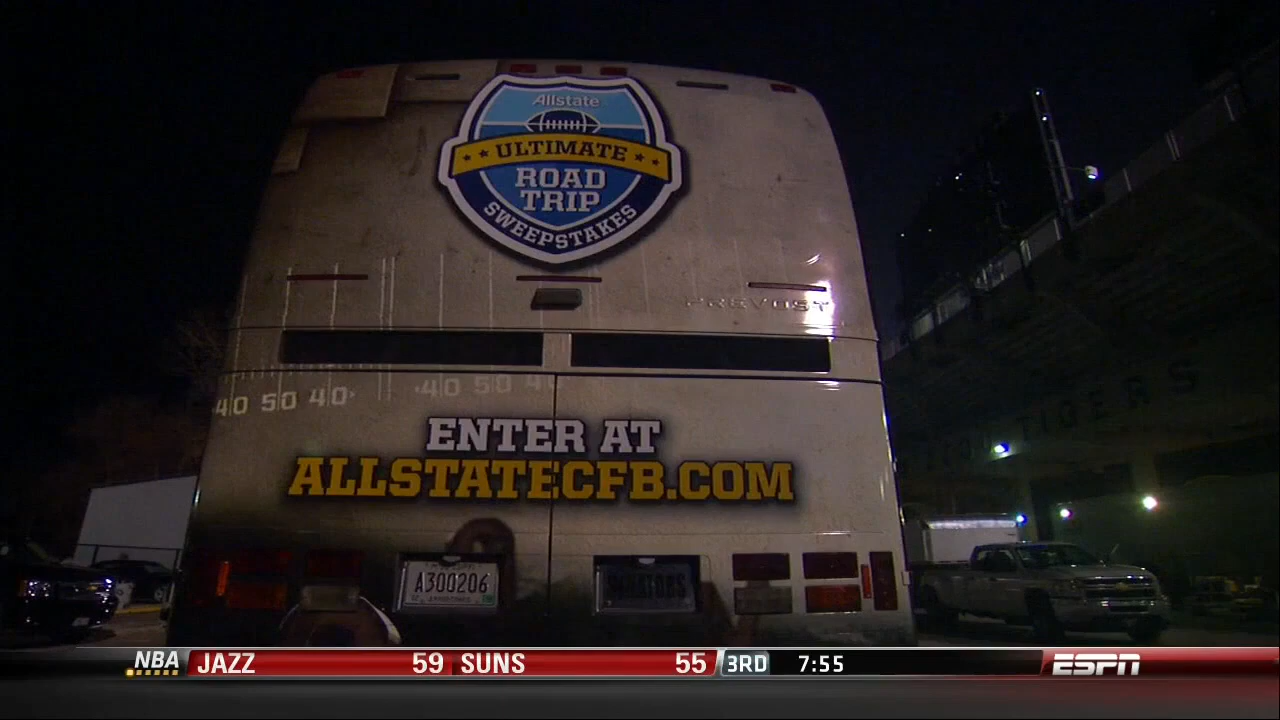 Allstate
ULTIMATE
ROAD
TRIP
SWEEPSTAKES
PREVOST
40 50 40 40 50 40
ENTER AT
ALLSTATECFB.COM
A300206
TIGERS
NBA JAZZ 59 SUNS 55 3RD 7:55 ESPN